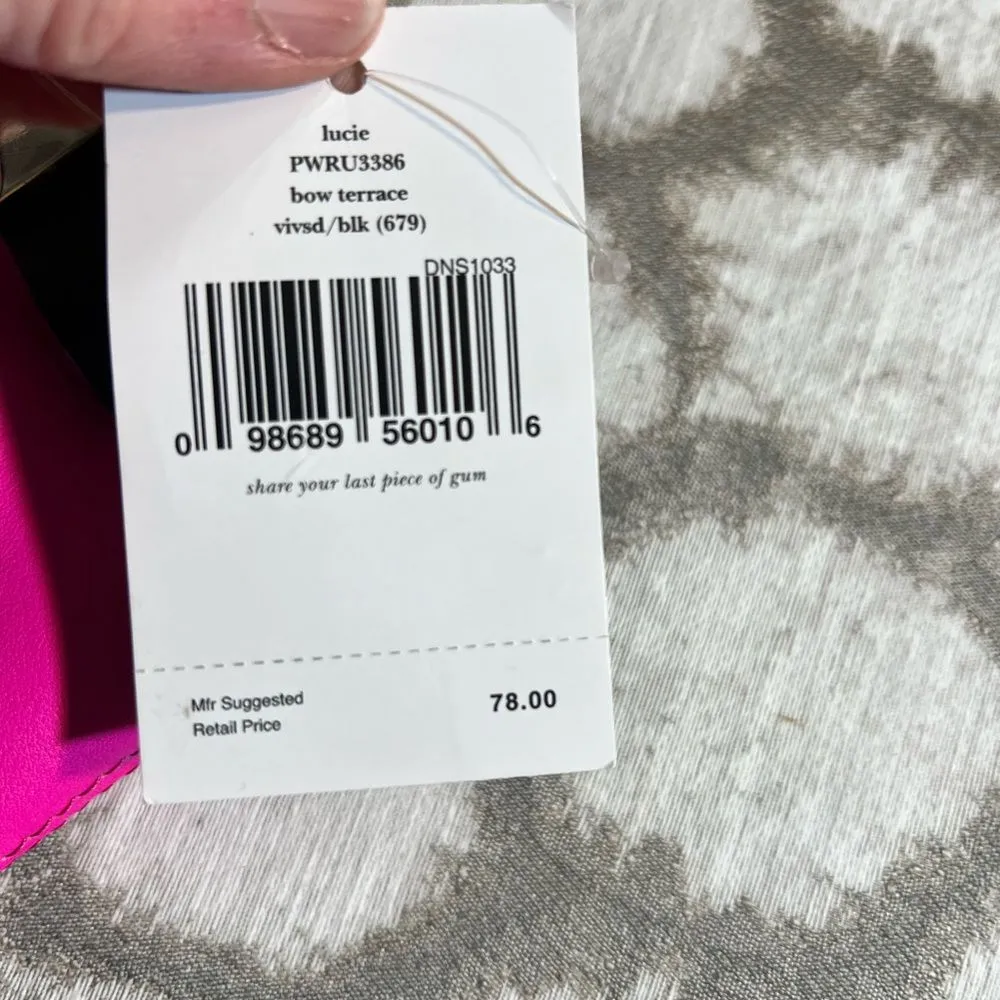 lucie
PWRU3386
bow terrace
vivsd/blk (679)
DNS1033
0 98689 56010 6
share your last piece of gum
Mfr Suggested
Retail Price
78.00